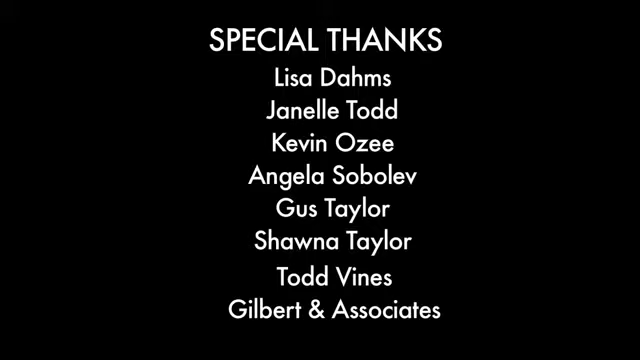 SPECIAL THANKS
Lisa Dahms
Janelle Todd
Kevin Ozee
Angela Sobolev
Gus Taylor
Shawna Taylor
Todd Vines
Gilbert & Associates